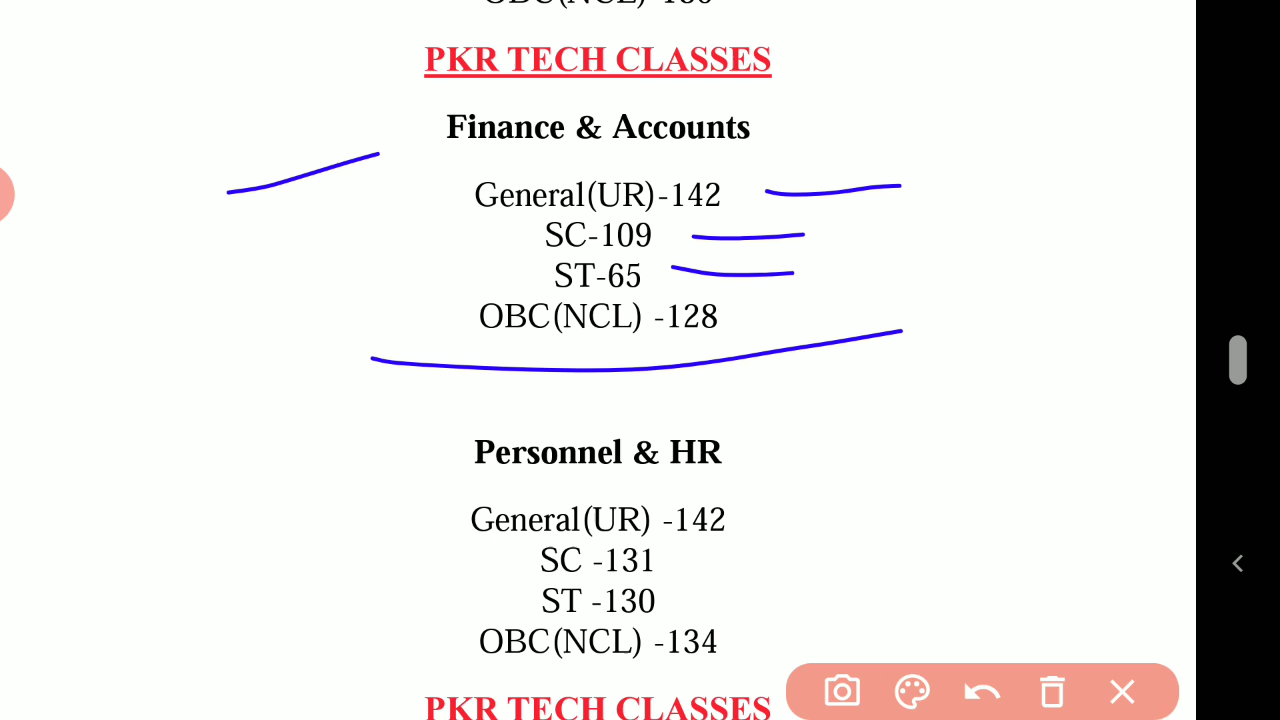 PKR TECH CLASSES
Finance & Accounts
General(UR)-142
SC-109
ST-65
OBC(NCL) -128
Personnel & HR
General(UR) -142
SC -131
ST -130
OBC(NCL) -134
PKR TECH CLASSES